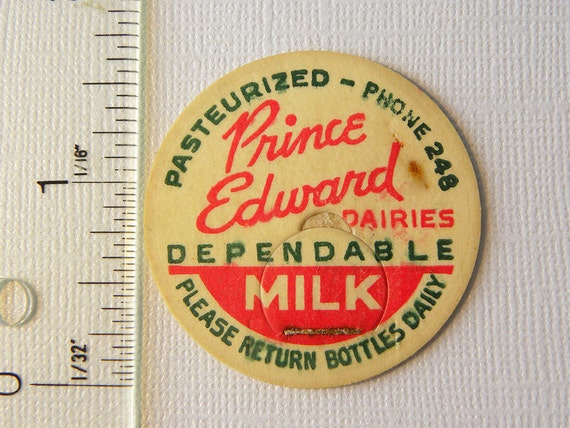 PASTEURIZED - PHONE 248
Prince
Edward
DAIRIES
DEPENDABLE
MILK
PLEASE RETURN BOTTLES DAILY
1
1/16"
0
1/32"